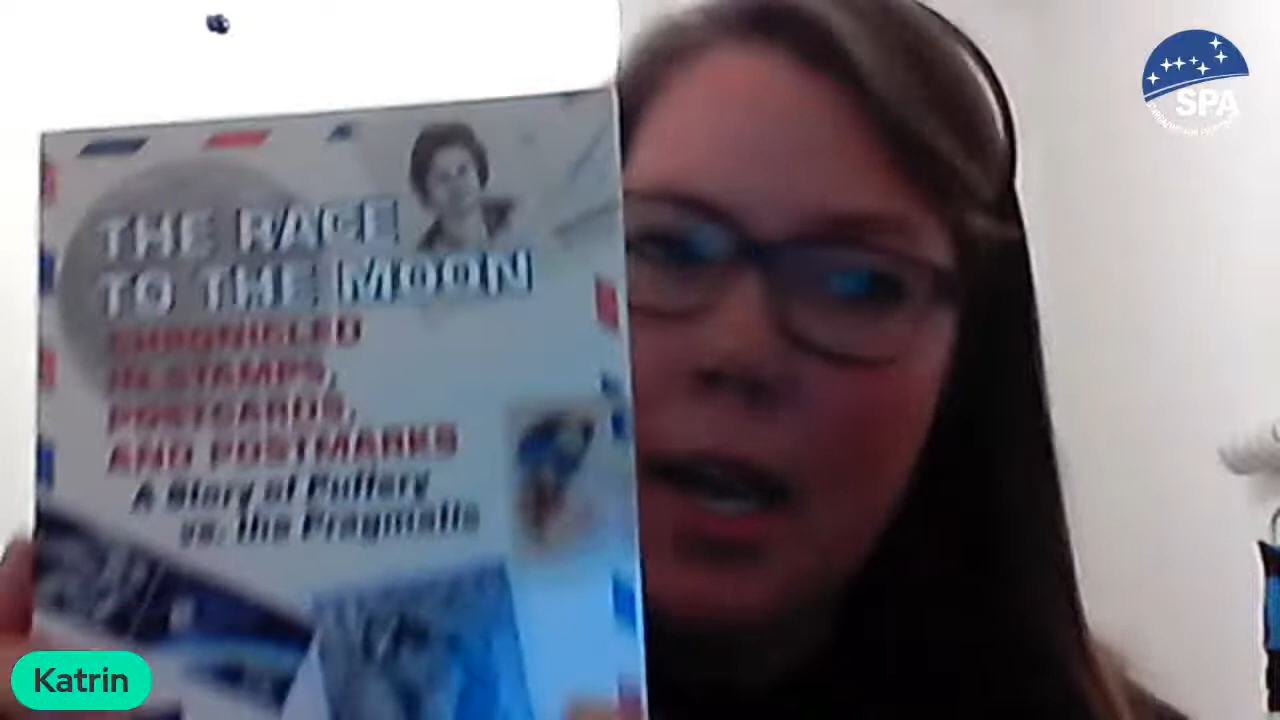 SPA
THE RACE
TO THE MOON
CHRONICLED
IN STAMPS,
POSTCARDS,
AND POSTMARKS
A Story of Puffery
vs. the Pragmatic
Katrin